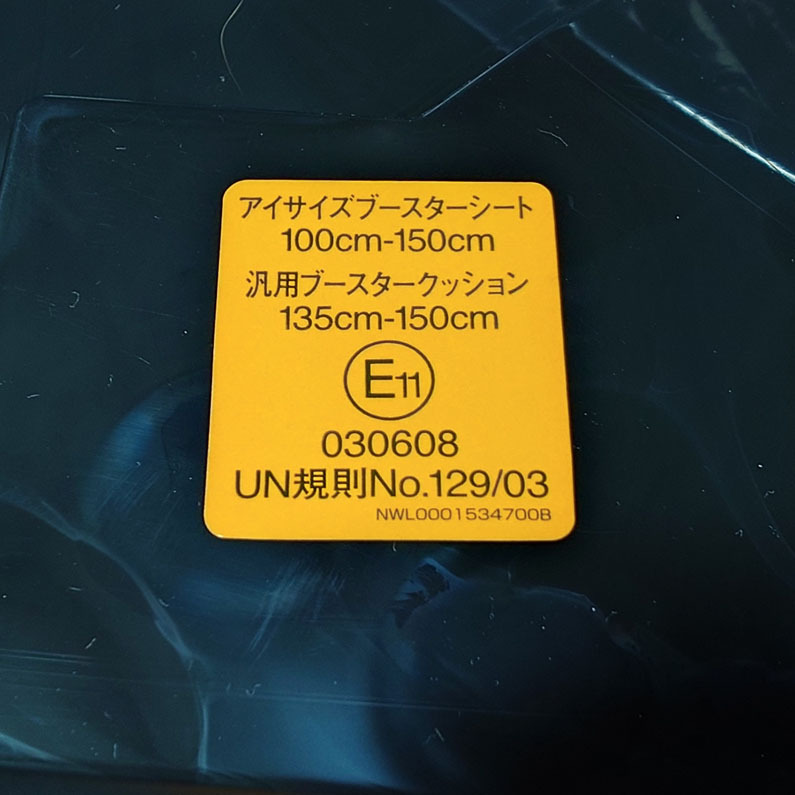 アイサイズブースターシート
100cm-150cm
汎用ブースタークッション
135cm-150cm
E11
030608
UN規則No.129/03
NWL0001534700B